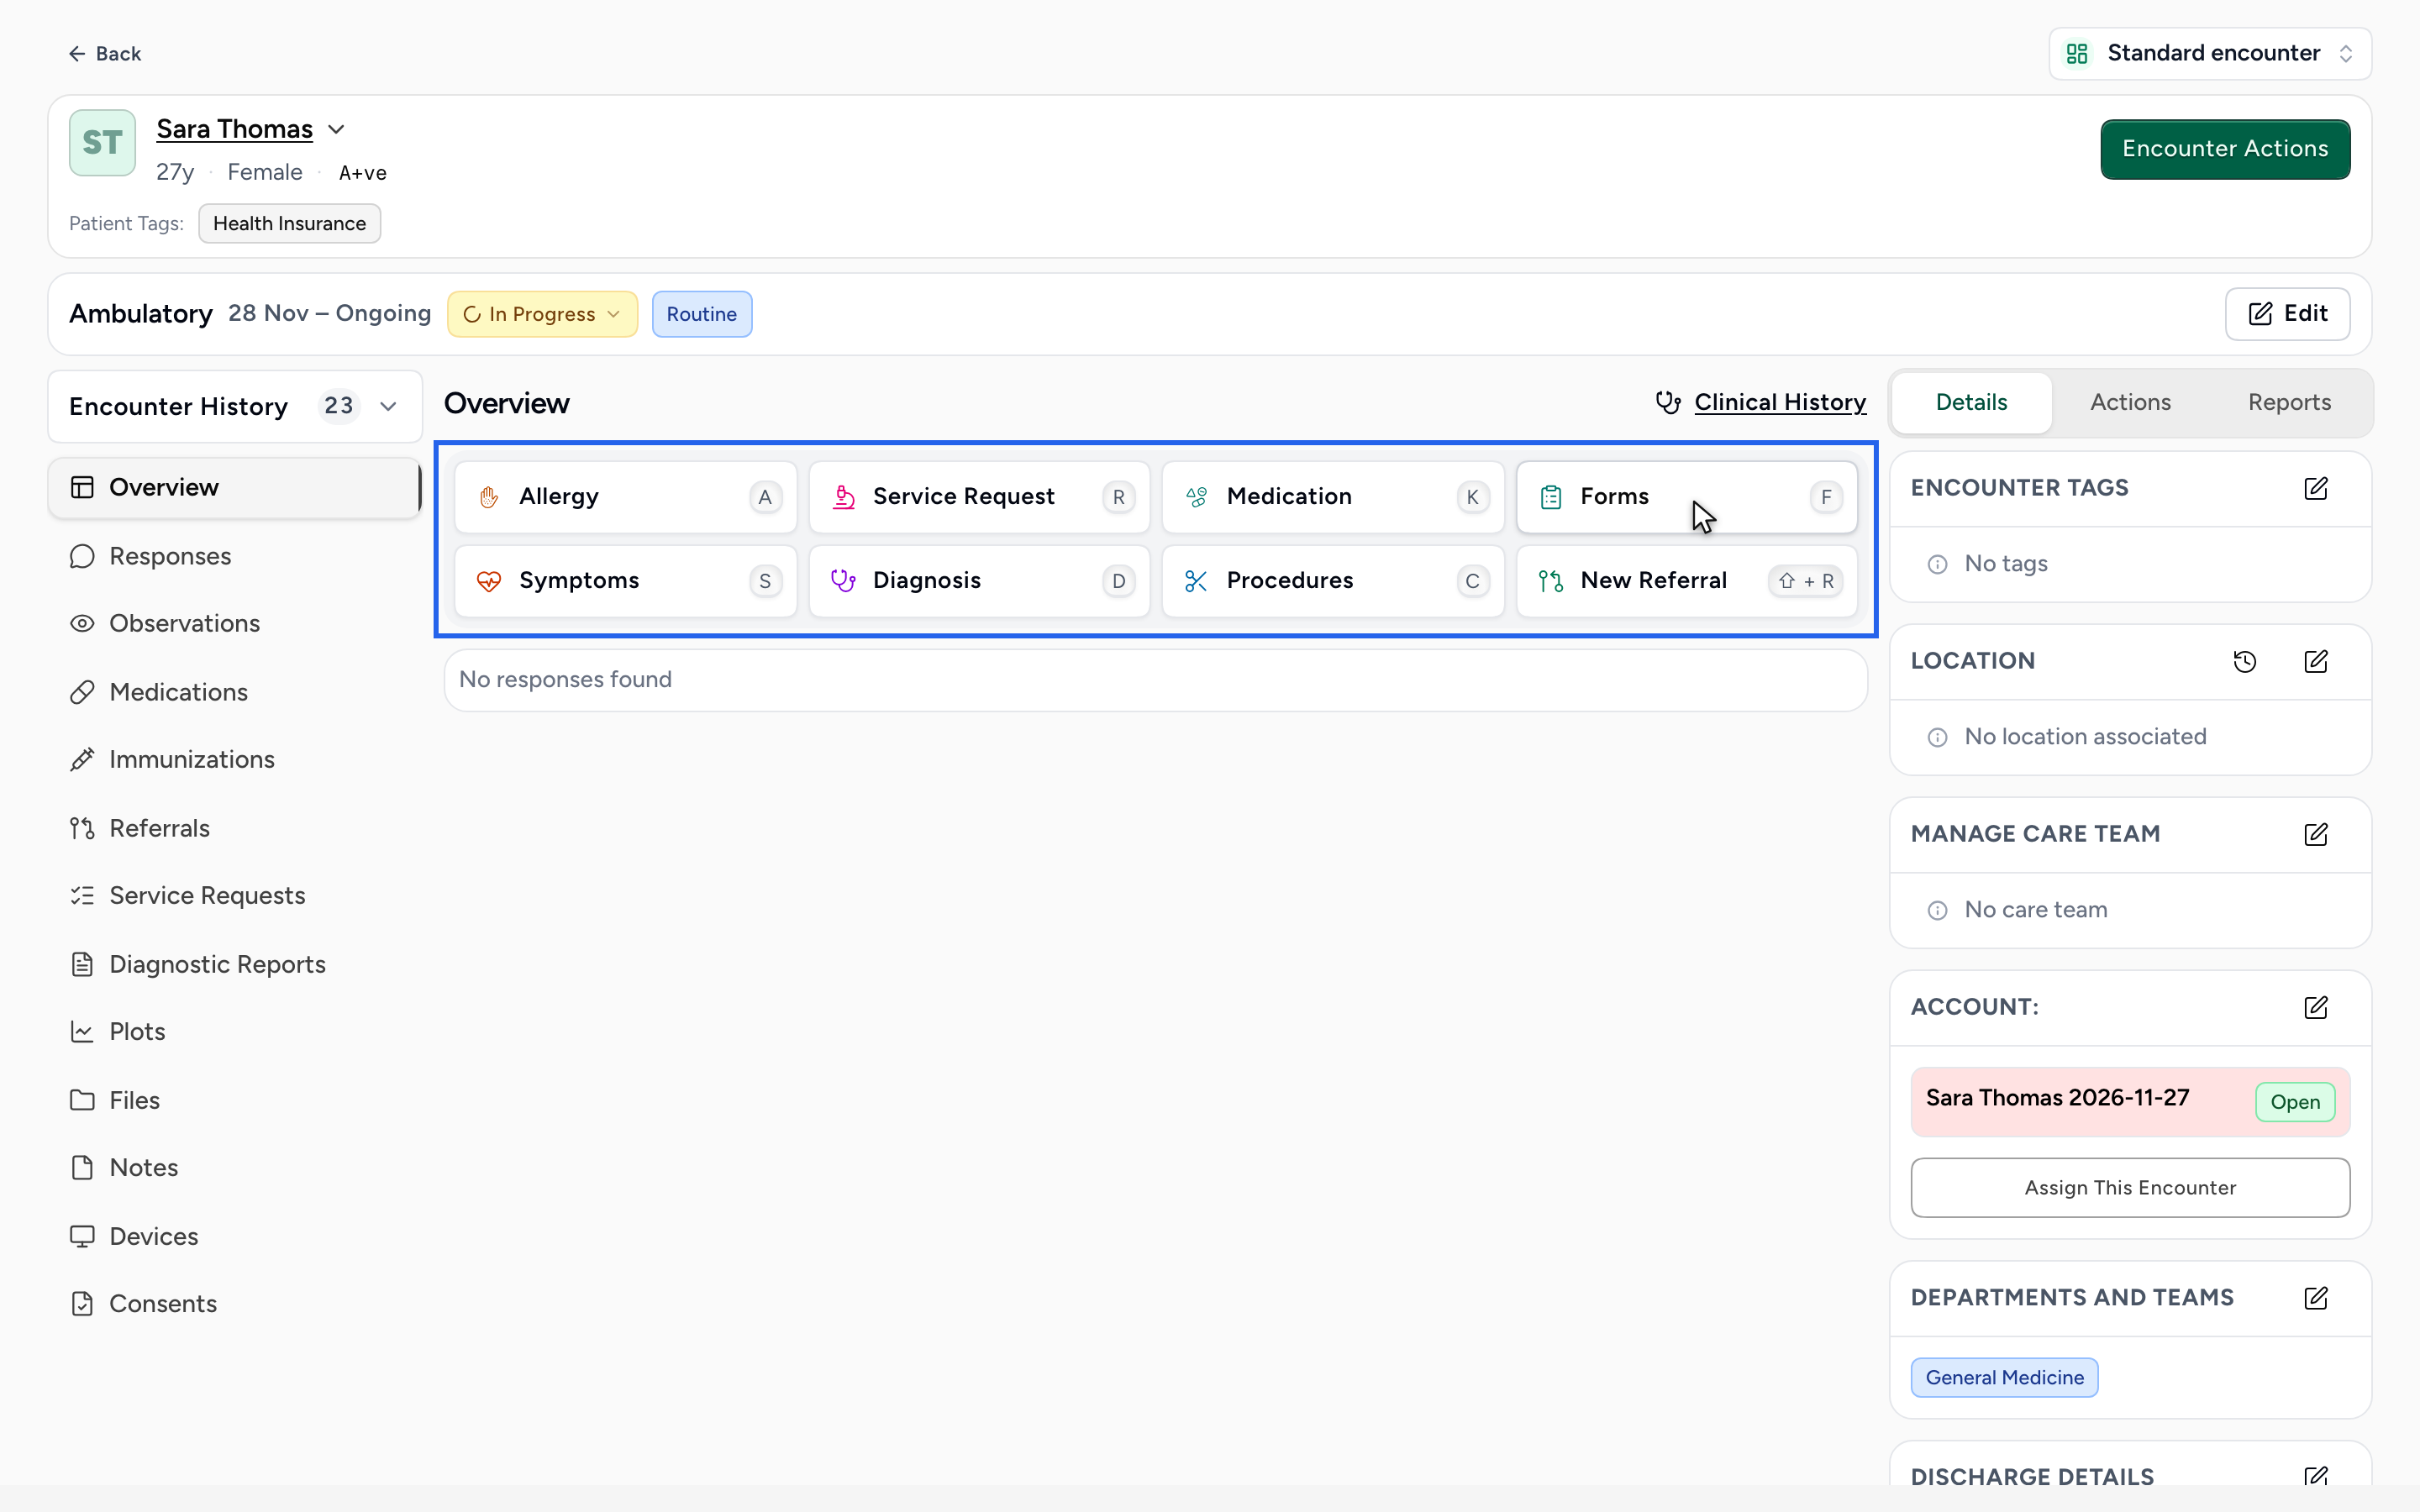 Back
Standard encounter
ST
Sara Thomas
27y · Female · A+ve
Encounter Actions
Patient Tags: Health Insurance
Ambulatory 28 Nov – Ongoing In Progress Routine
Edit
Encounter History 23
Overview
Responses
Observations
Medications
Immunizations
Referrals
Service Requests
Diagnostic Reports
Plots
Files
Notes
Devices
Consents
Overview
Clinical History
Allergy A
Service Request R
Medication K
Forms F
Symptoms S
Diagnosis D
Procedures C
New Referral ⇧ + R
No responses found
Details
Actions
Reports
ENCOUNTER TAGS
No tags
LOCATION
No location associated
MANAGE CARE TEAM
No care team
ACCOUNT:
Sara Thomas 2026-11-27 Open
Assign This Encounter
DEPARTMENTS AND TEAMS
General Medicine
DISCHARGE DETAILS